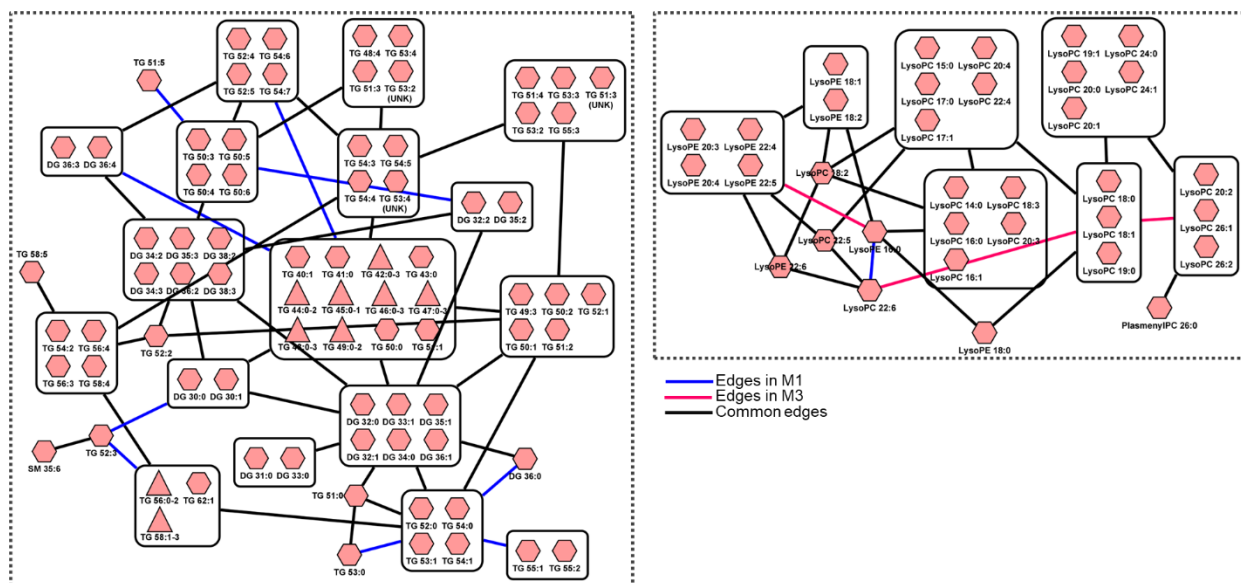 TG 52:4 TG 54:6
TG 52:5 TG 54:7
TG 48:4 TG 53:4
TG 51:3 TG 53:2
(UNK)
TG 51:5
TG 51:4 TG 53:3 TG 51:3
(UNK)
TG 53:2 TG 55:3
DG 36:3 DG 36:4
TG 50:3 TG 50:5
TG 50:4 TG 50:6
TG 54:3 TG 54:5
TG 54:4 TG 53:4
(UNK)
DG 32:2 DG 35:2
DG 34:2 DG 35:3 DG 38:2
DG 34:3 DG 36:2 DG 38:3
TG 58:5
TG 40:1 TG 41:0 TG 42:0-3 TG 43:0
TG 44:0-2 TG 45:0-1 TG 46:0-3 TG 47:0-3
TG 49:0-2 TG 50:0
TG 49:3 TG 50:2 TG 52:1
TG 50:1 TG 51:2
TG 54:2 TG 56:4
TG 56:3 TG 58:4
TG 52:2
DG 30:0 DG 30:1
DG 32:0 DG 33:1 DG 35:1
DG 32:1 DG 34:0 DG 36:1
SM 35:6
TG 52:3
DG 31:0 DG 33:0
DG 36:0
TG 56:0-2 TG 62:1
TG 58:1-3
TG 51:0
TG 52:0 TG 54:0
TG 53:1 TG 54:1
TG 53:0
TG 55:1 TG 55:2
LysoPE 18:1
LysoPE 18:2
LysoPC 15:0 LysoPC 20:4
LysoPC 17:0 LysoPC 22:4
LysoPC 17:1
LysoPC 19:1 LysoPC 24:0
LysoPC 20:0 LysoPC 24:1
LysoPC 20:1
LysoPE 20:3 LysoPE 22:4
LysoPE 20:4 LysoPE 22:5
LysoPC 18:2
LysoPC 14:0 LysoPC 18:3
LysoPC 16:0 LysoPC 20:3
LysoPC 16:1
LysoPC 18:0
LysoPC 18:1
LysoPC 19:0
LysoPC 20:2
LysoPC 26:1
LysoPC 26:2
LysoPC 22:5
LysoPE 16:0
LysoPE 22:6
LysoPC 22:6
PlasmenylPC 26:0
LysoPE 18:0
Edges in M1
Edges in M3
Common edges